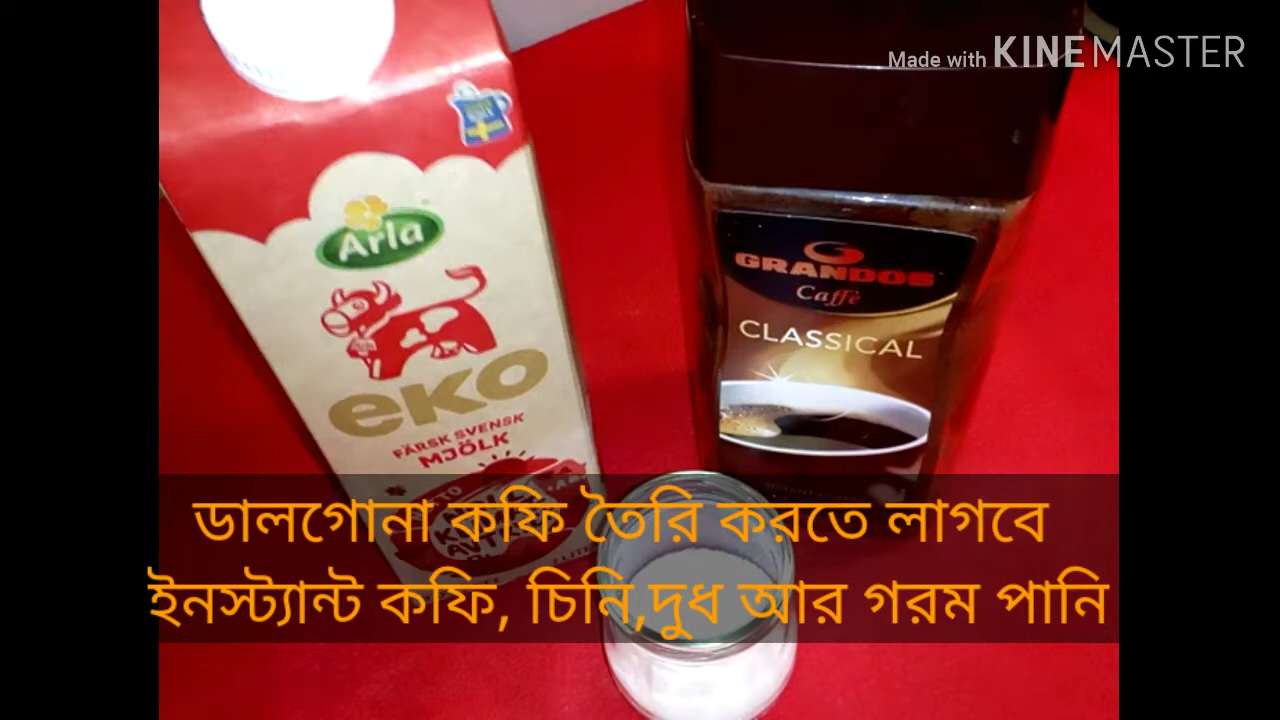 Made with KINEMASTER
Arla
eko
FÄRSK SVENSK
MJÖLK
GRANDOS
Caffè
CLASSICAL
ডালগোনা কফি তৈরি করতে লাগবে
ইনস্ট্যান্ট কফি, চিনি,দুধ আর গরম পানি